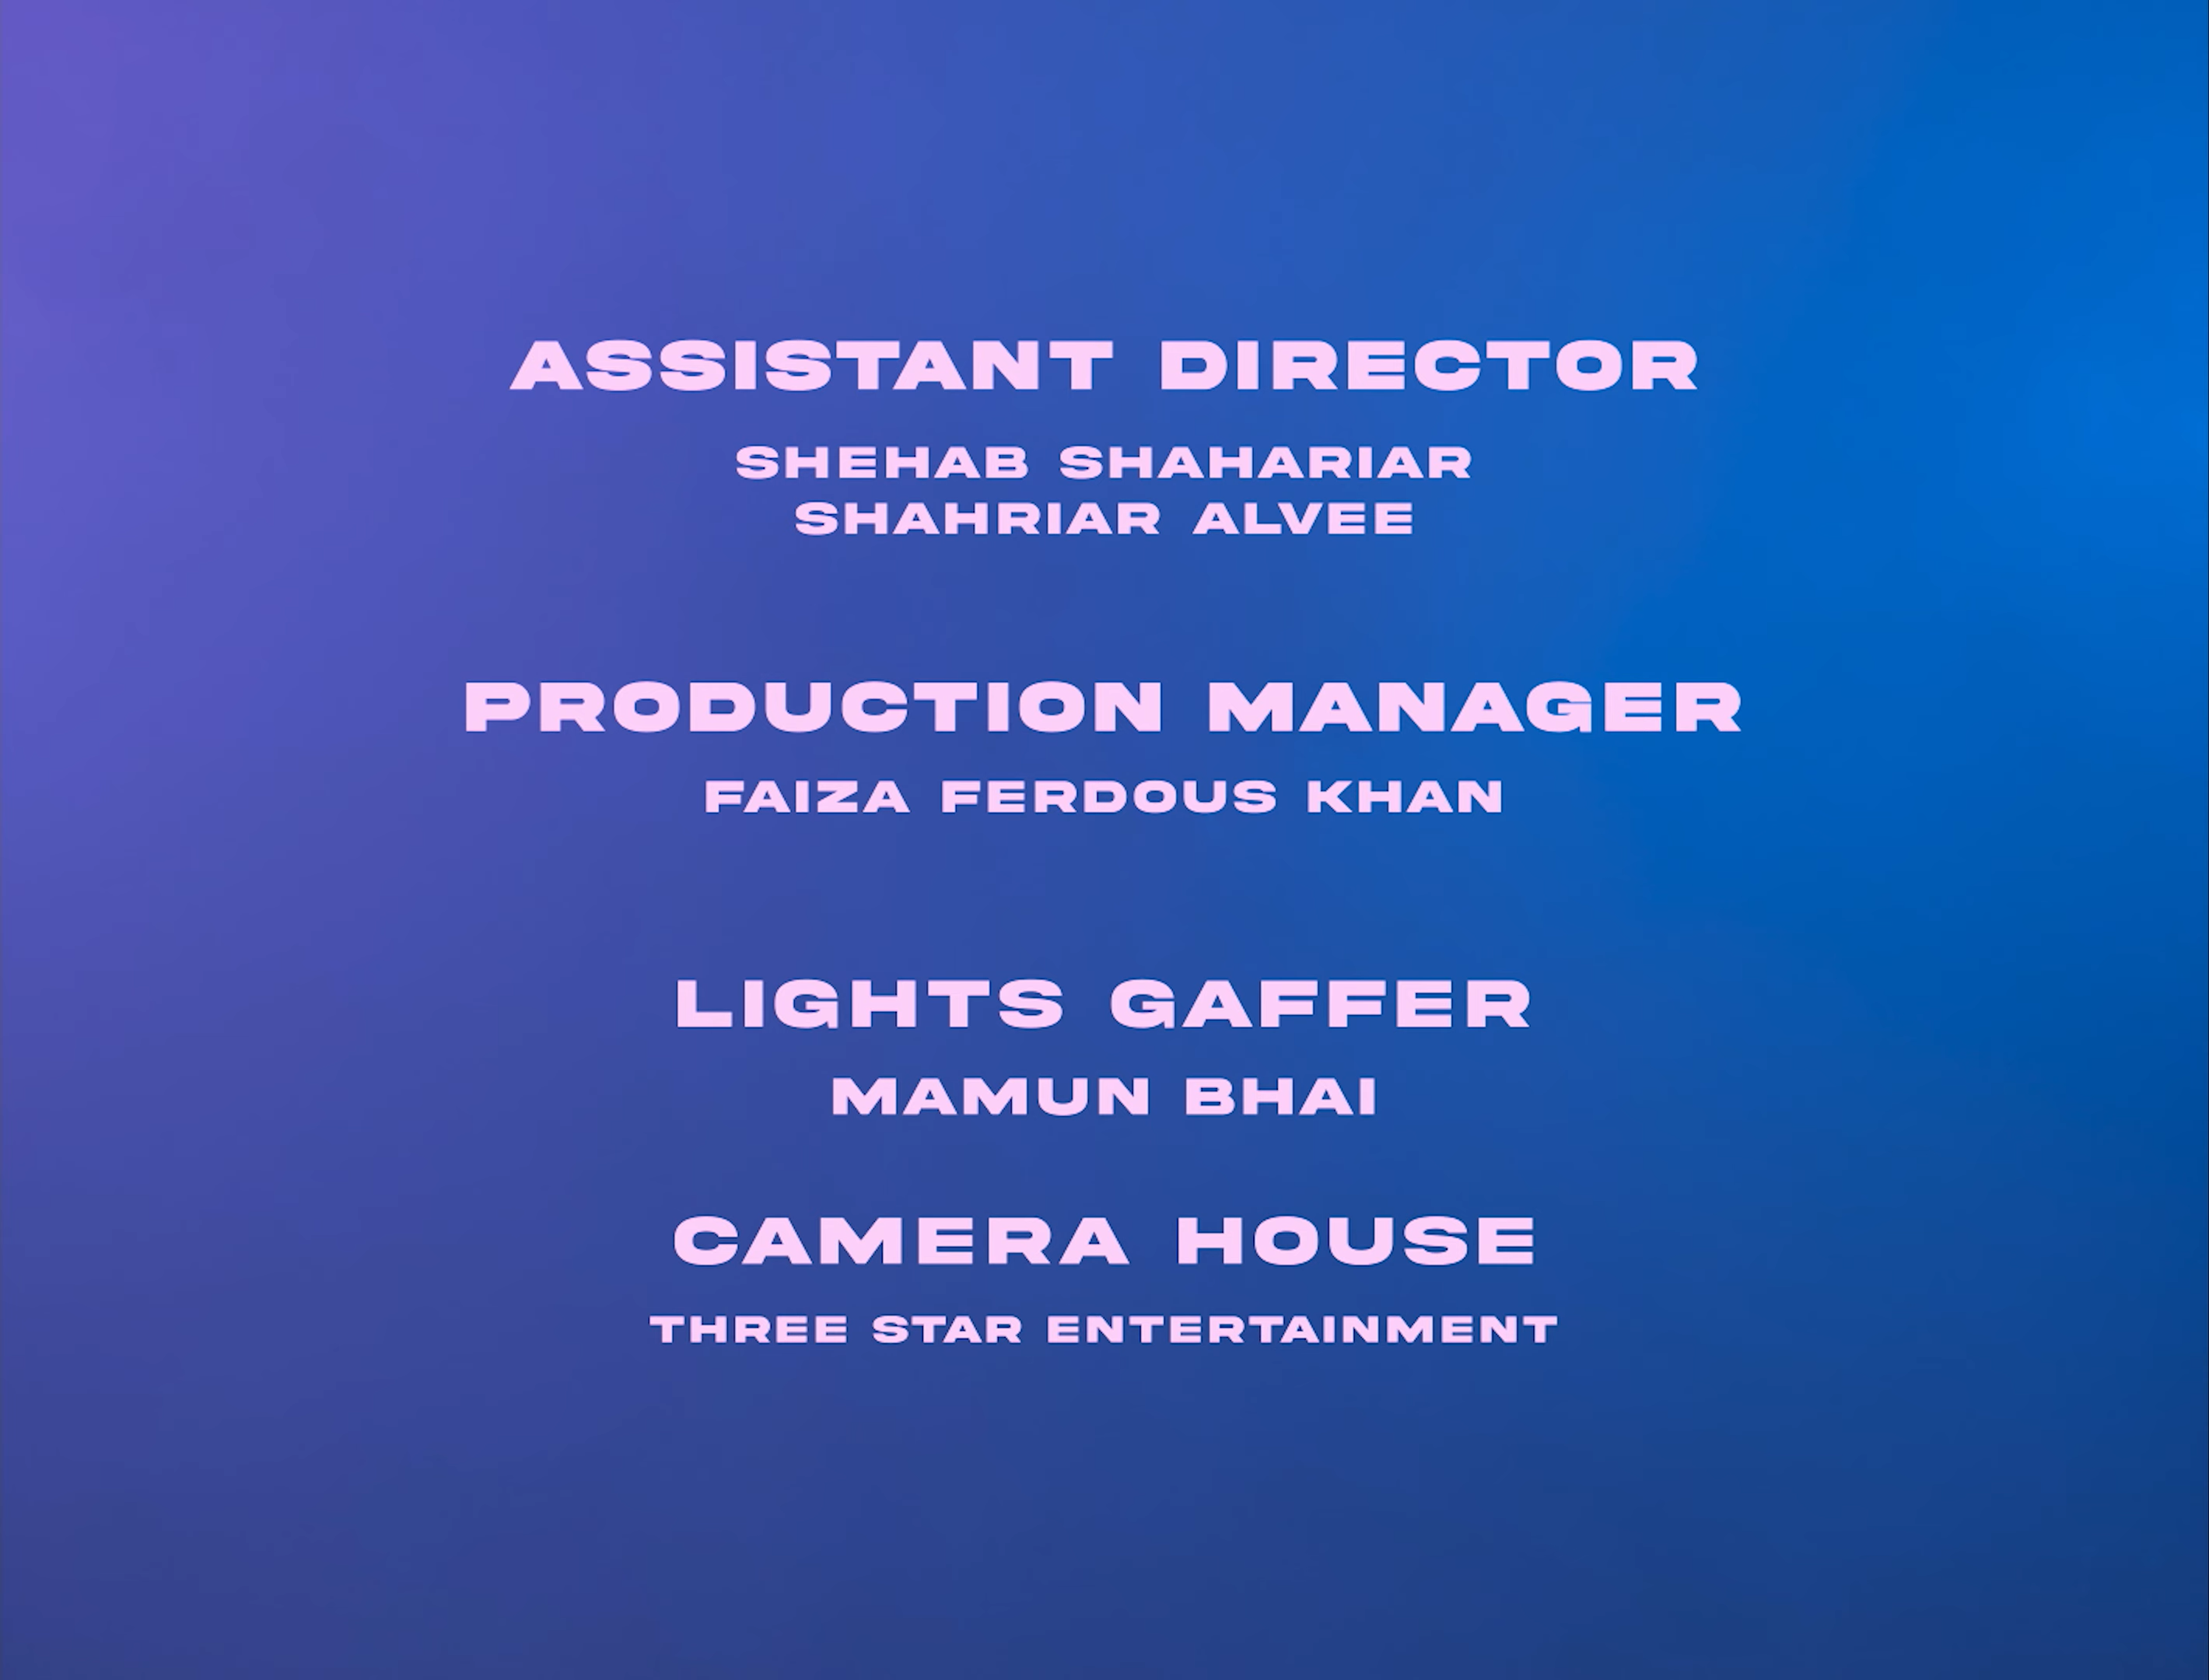 ASSISTANT DIRECTOR
SHEHAB SHAHARIAR
SHAHRIAR ALVEE
PRODUCTION MANAGER
FAIZA FERDOUS KHAN
LIGHTS GAFFER
MAMUN BHAI
CAMERA HOUSE
THREE STAR ENTERTAINMENT